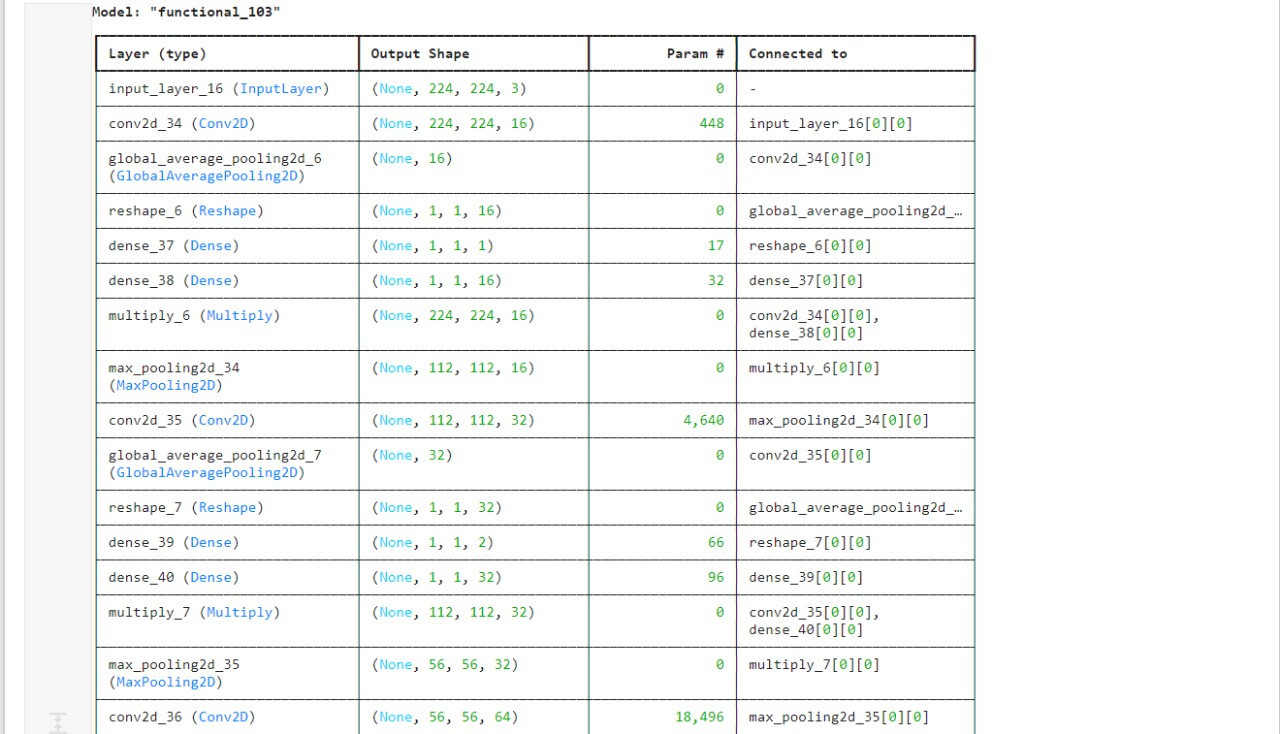 Model: "functional_103"
Layer (type) Output Shape Param # Connected to
input_layer_16 (InputLayer) (None, 224, 224, 3) 0 -
conv2d_34 (Conv2D) (None, 224, 224, 16) 448 input_layer_16[0][0]
global_average_pooling2d_6 (None, 16) 0 conv2d_34[0][0]
(GlobalAveragePooling2D)
reshape_6 (Reshape) (None, 1, 1, 16) 0 global_average_pooling2d_…
dense_37 (Dense) (None, 1, 1, 1) 17 reshape_6[0][0]
dense_38 (Dense) (None, 1, 1, 16) 32 dense_37[0][0]
multiply_6 (Multiply) (None, 224, 224, 16) 0 conv2d_34[0][0],
dense_38[0][0]
max_pooling2d_34 (None, 112, 112, 16) 0 multiply_6[0][0]
(MaxPooling2D)
conv2d_35 (Conv2D) (None, 112, 112, 32) 4,640 max_pooling2d_34[0][0]
global_average_pooling2d_7 (None, 32) 0 conv2d_35[0][0]
(GlobalAveragePooling2D)
reshape_7 (Reshape) (None, 1, 1, 32) 0 global_average_pooling2d_…
dense_39 (Dense) (None, 1, 1, 2) 66 reshape_7[0][0]
dense_40 (Dense) (None, 1, 1, 32) 96 dense_39[0][0]
multiply_7 (Multiply) (None, 112, 112, 32) 0 conv2d_35[0][0],
dense_40[0][0]
max_pooling2d_35 (None, 56, 56, 32) 0 multiply_7[0][0]
(MaxPooling2D)
conv2d_36 (Conv2D) (None, 56, 56, 64) 18,496 max_pooling2d_35[0][0]